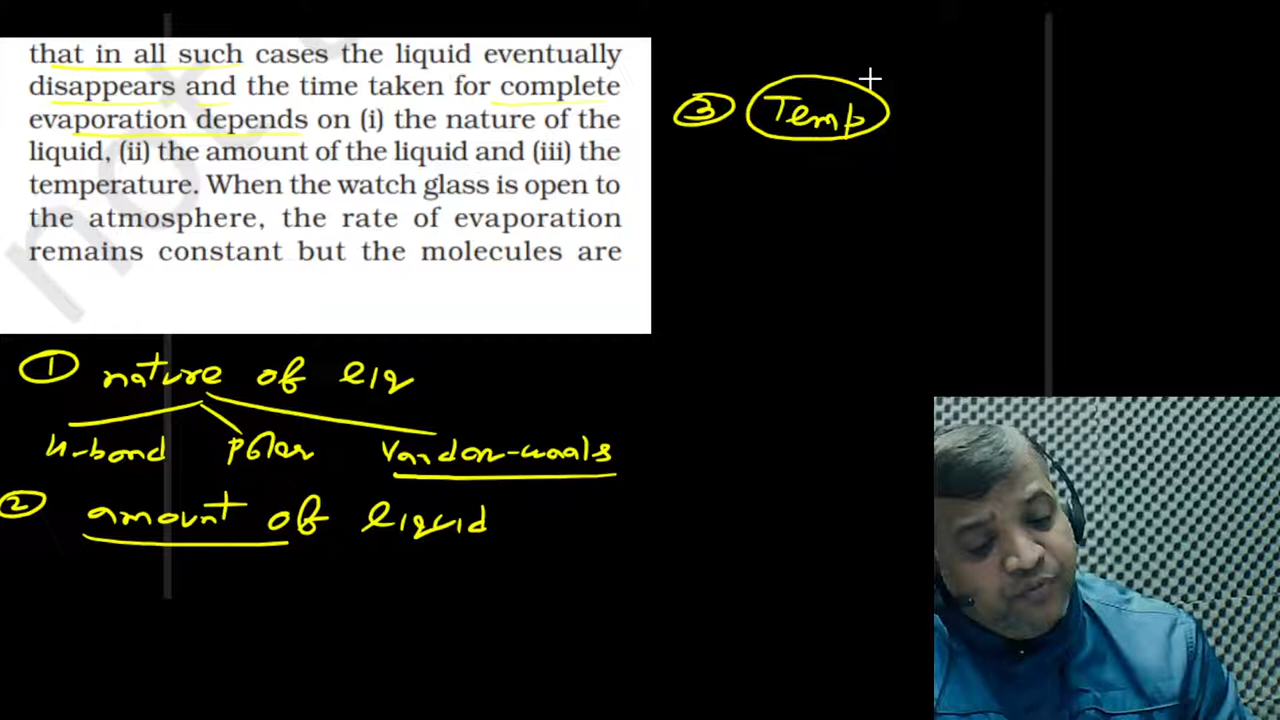 that in all such cases the liquid eventually
disappears and the time taken for complete
evaporation depends on (i) the nature of the
liquid, (ii) the amount of the liquid and (iii) the
temperature. When the watch glass is open to
the atmosphere, the rate of evaporation
remains constant but the molecules are
not
① nature of liq
H-bond polar Vander-waals
② amount of liquid
③ Temp